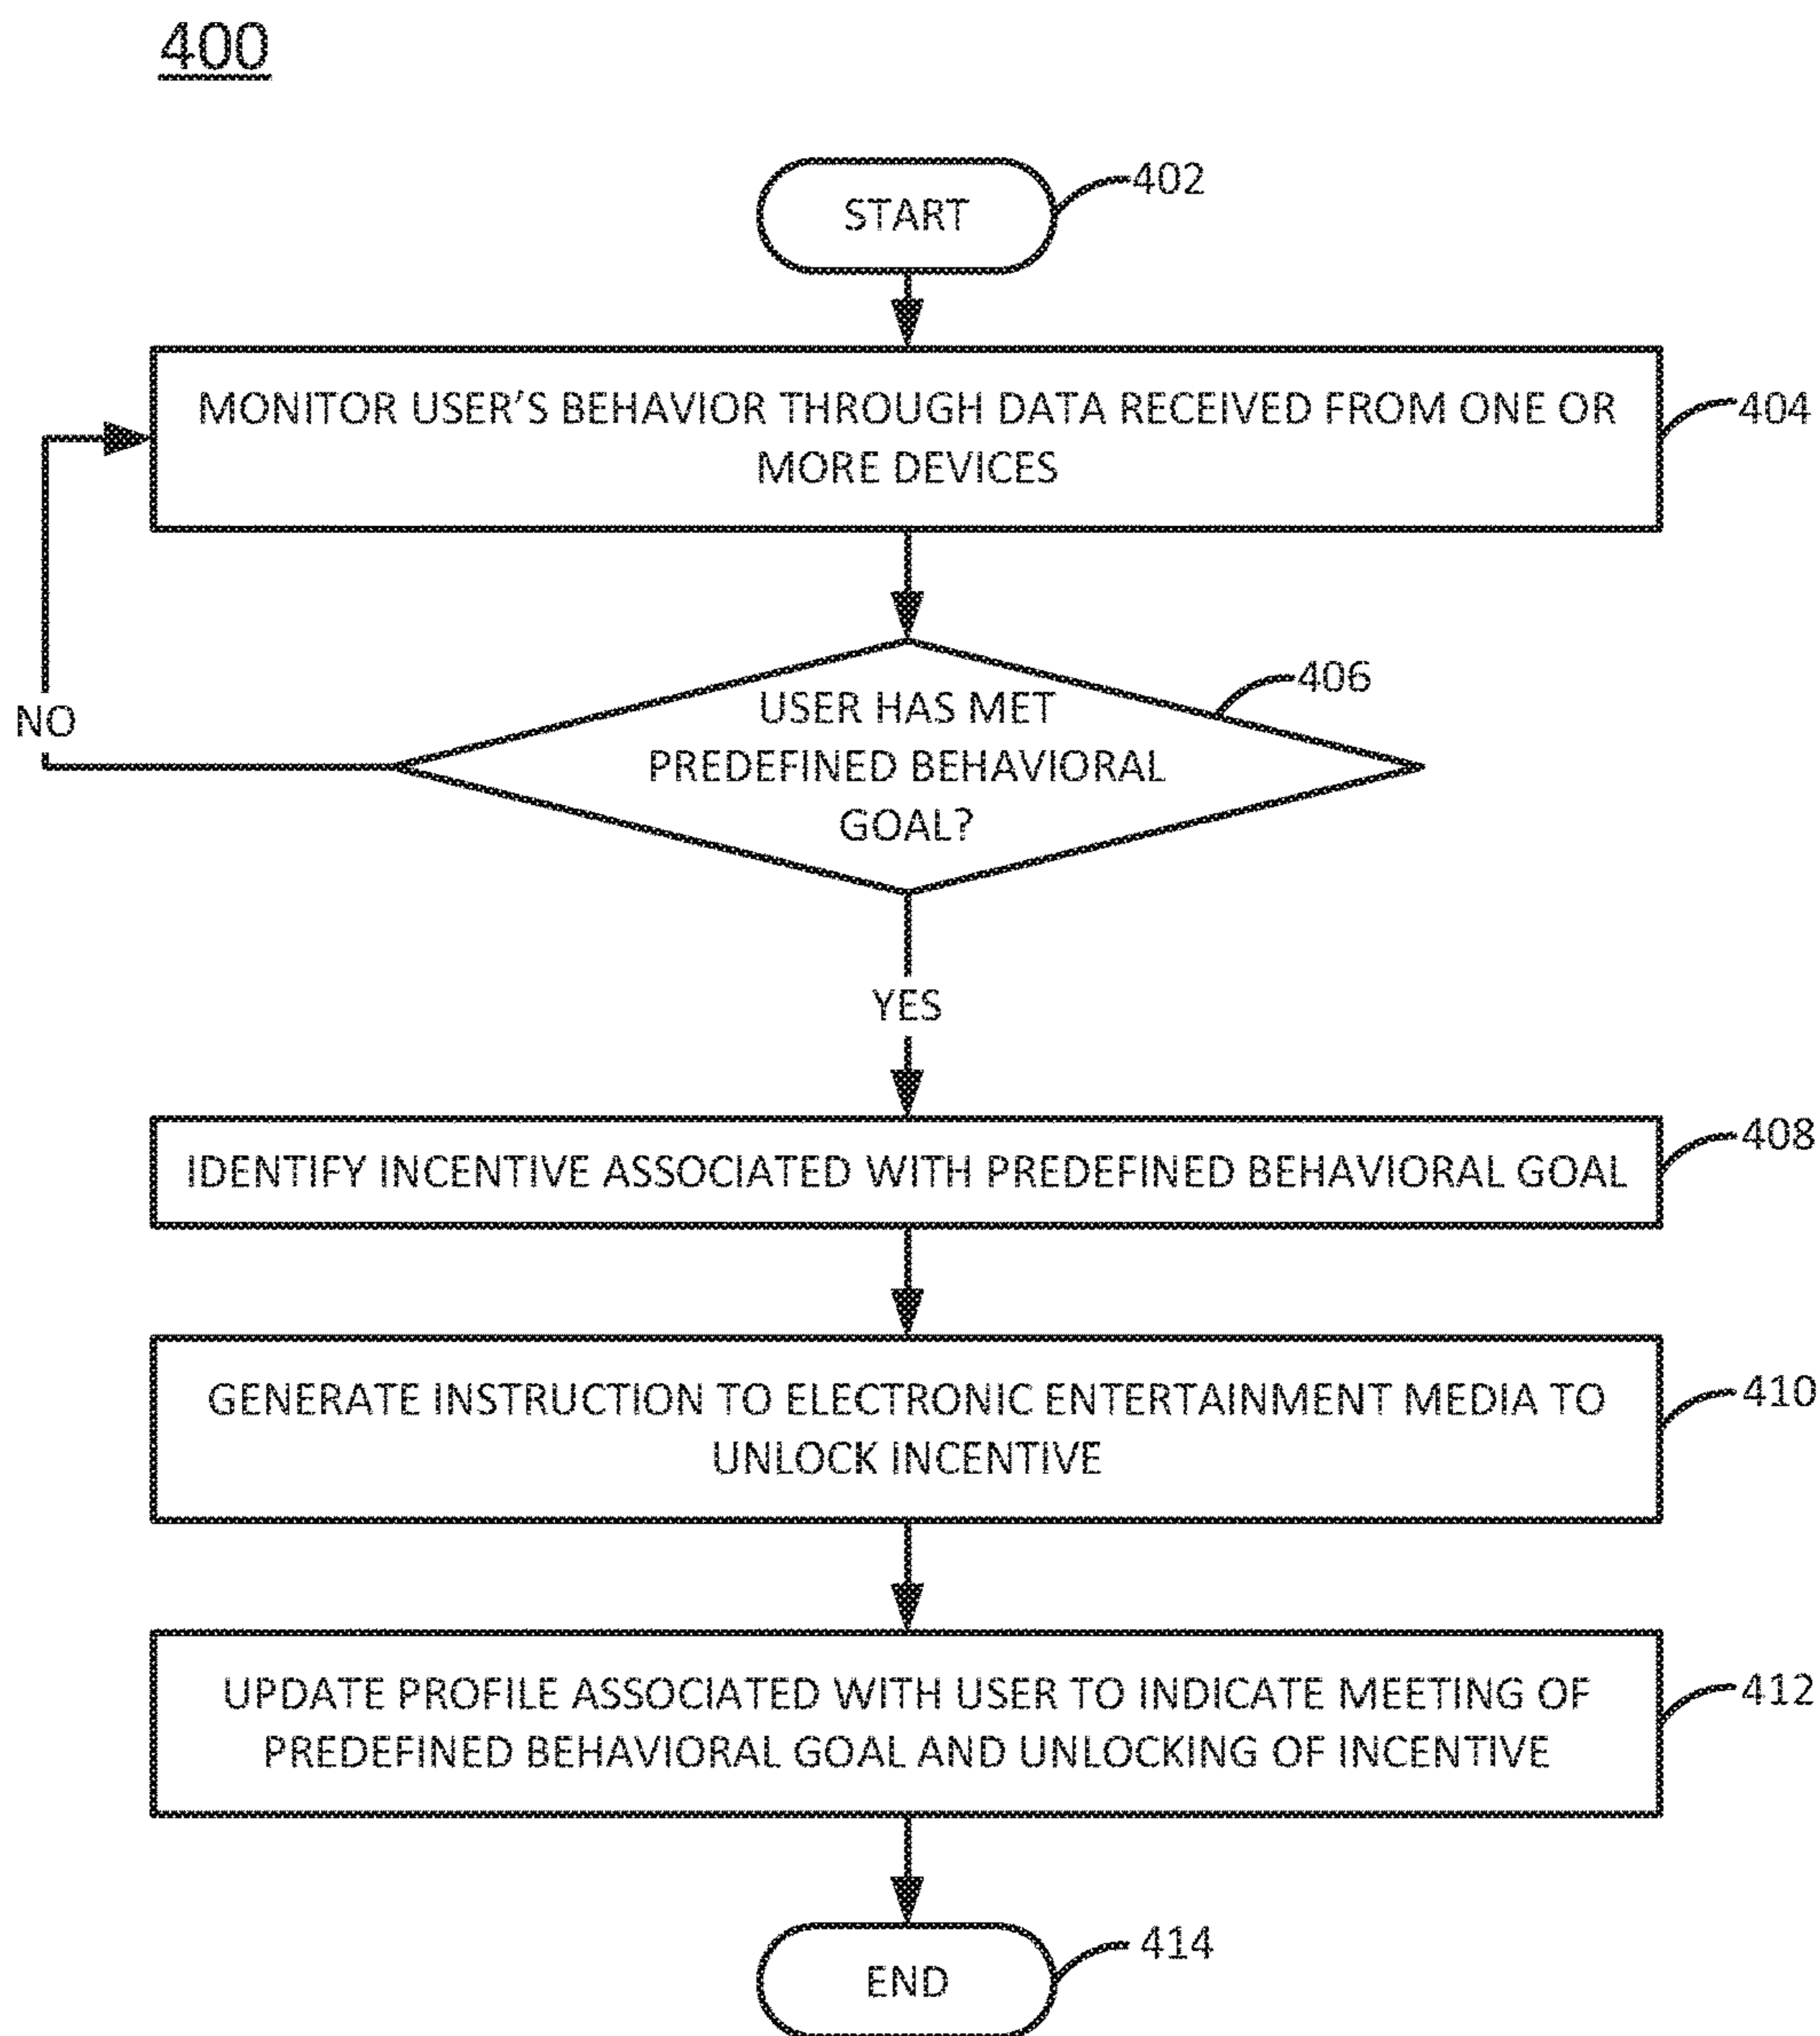 400
START
402
MONITOR USER'S BEHAVIOR THROUGH DATA RECEIVED FROM ONE OR
MORE DEVICES
404
USER HAS MET
PREDEFINED BEHAVIORAL
GOAL?
406
NO
YES
IDENTIFY INCENTIVE ASSOCIATED WITH PREDEFINED BEHAVIORAL GOAL
408
GENERATE INSTRUCTION TO ELECTRONIC ENTERTAINMENT MEDIA TO
UNLOCK INCENTIVE
410
UPDATE PROFILE ASSOCIATED WITH USER TO INDICATE MEETING OF
PREDEFINED BEHAVIORAL GOAL AND UNLOCKING OF INCENTIVE
412
END
414